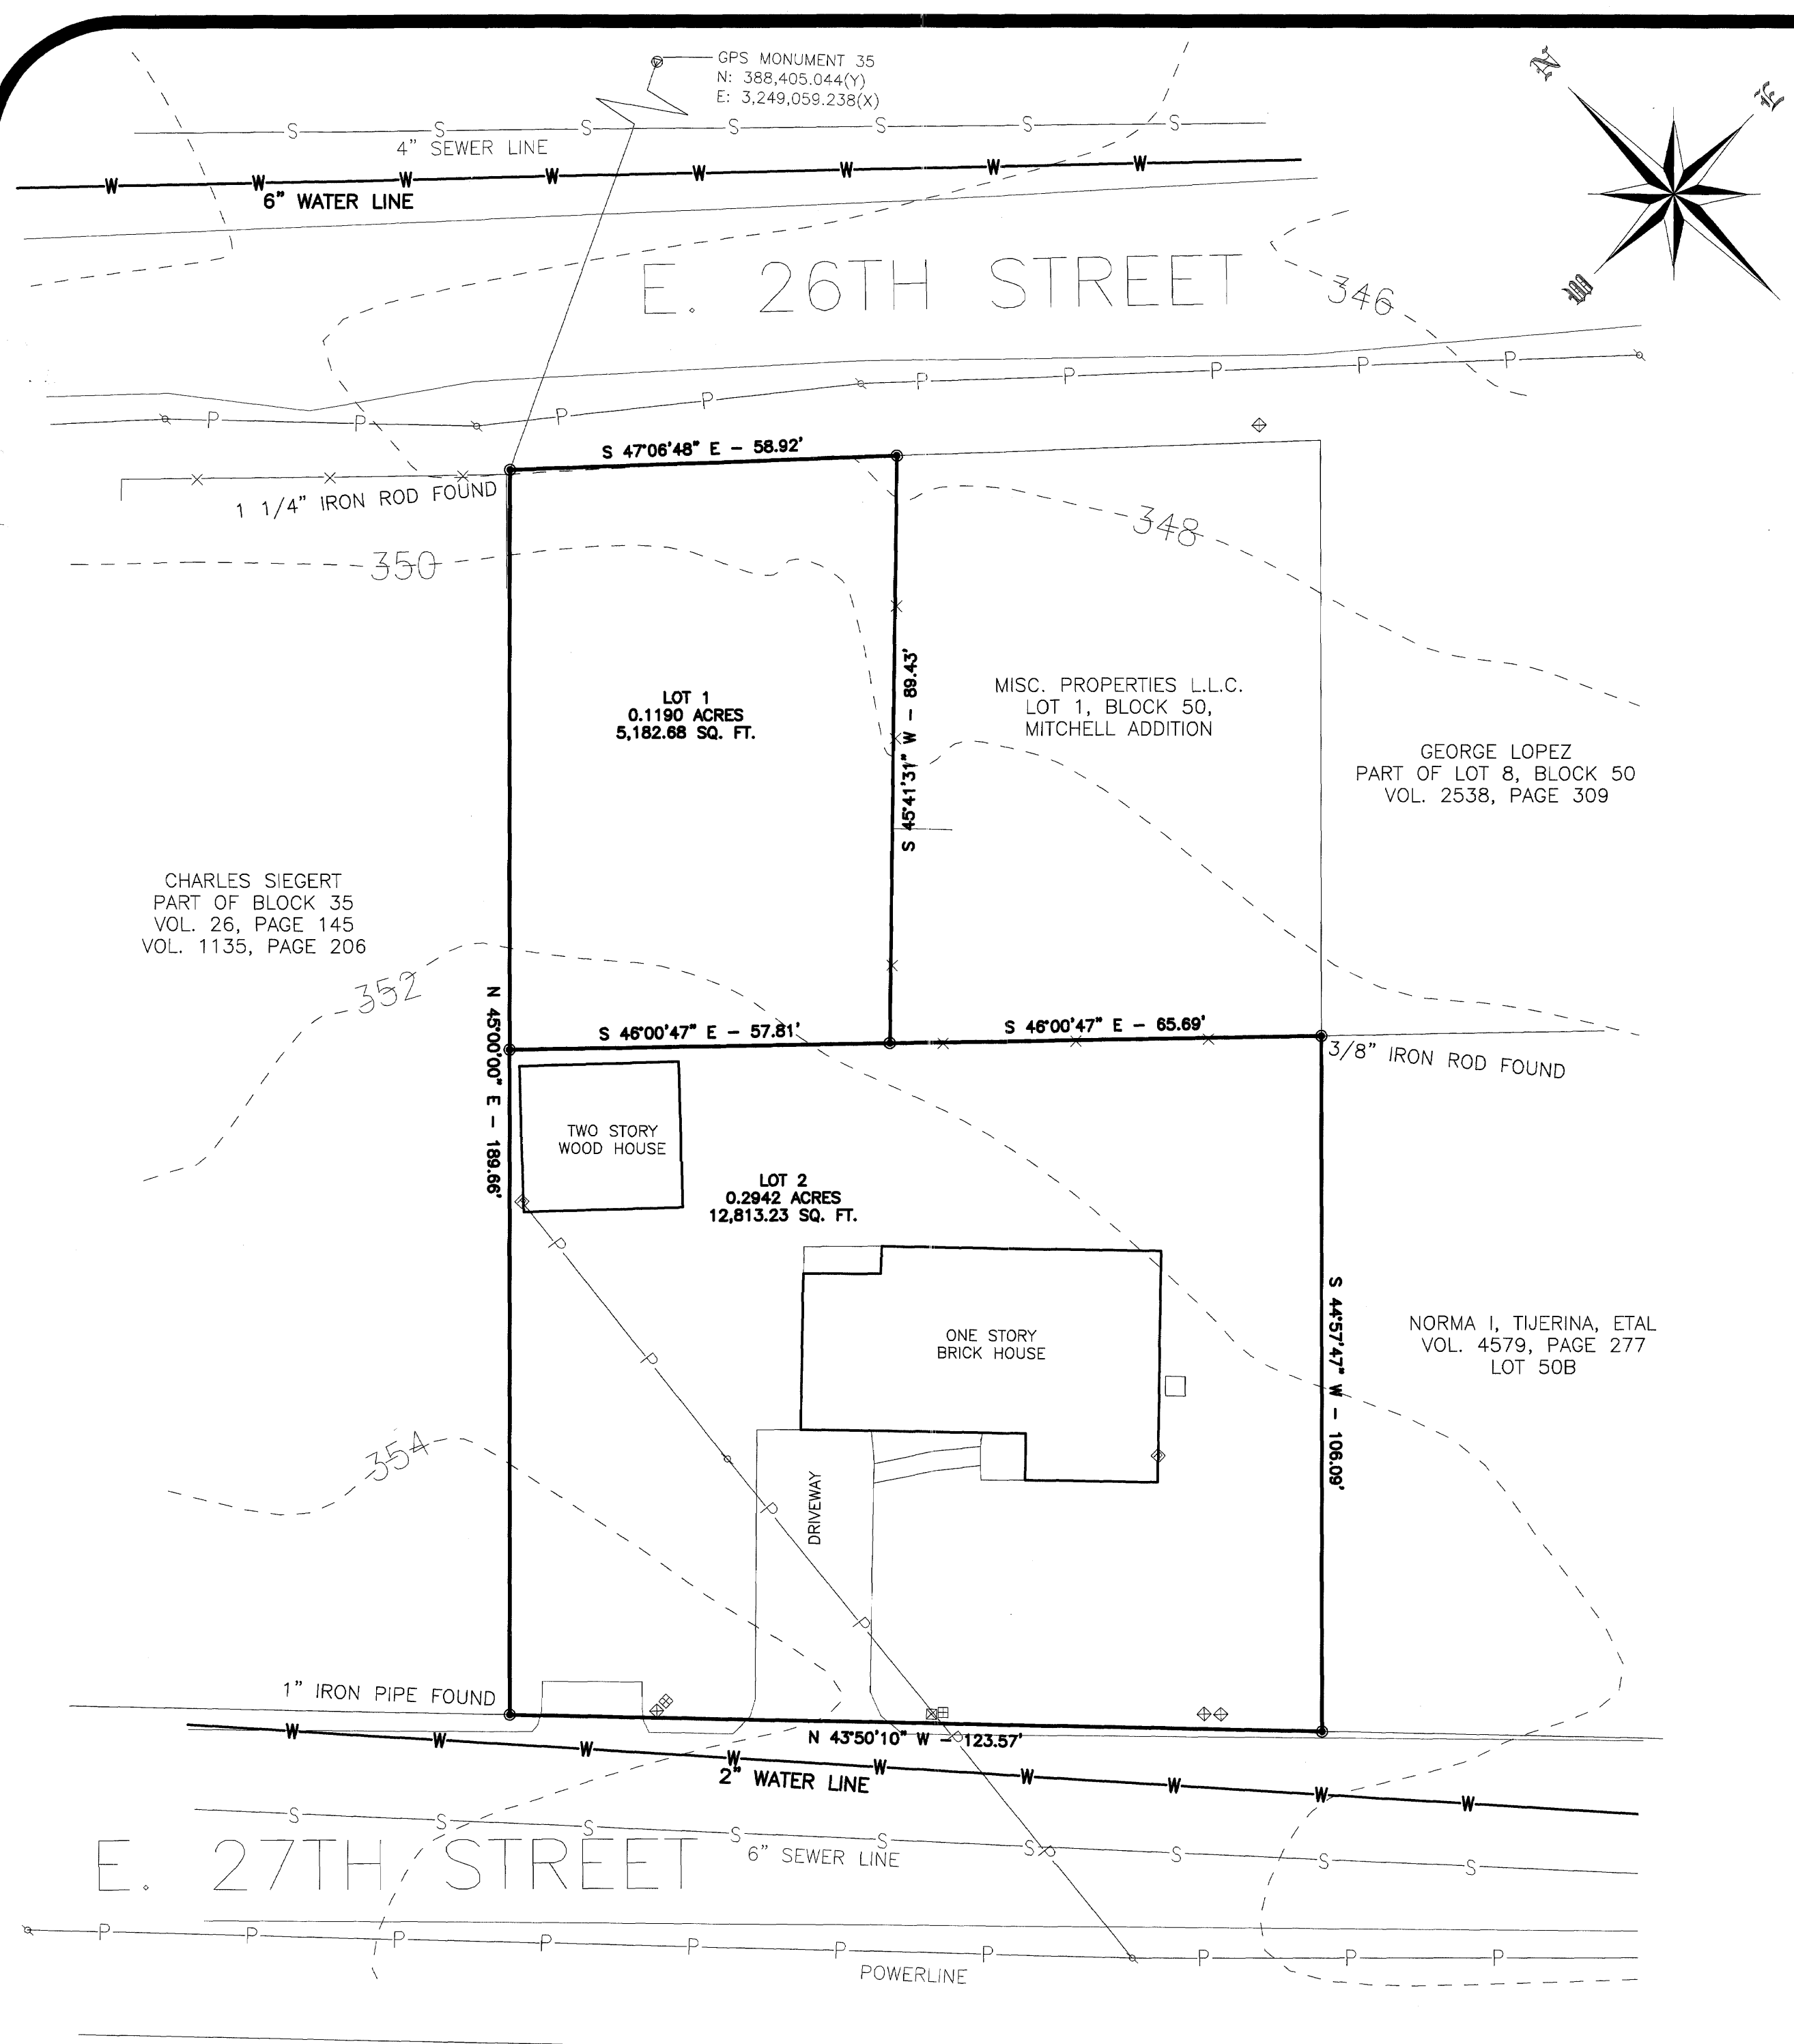 GPS MONUMENT 35
N: 388,405.044(Y)
E: 3,249,059.238(X)
N
E
W
S S S S S S S
4" SEWER LINE
W W W W W W W W
6" WATER LINE
E. 26TH STREET
346
P P P P P P P P
S 47°06'48" E - 58.92'
1 1/4" IRON ROD FOUND
348
350
LOT 1
0.1190 ACRES
5,182.68 SQ. FT.
S 45°41'31" W - 89.43'
MISC. PROPERTIES L.L.C.
LOT 1, BLOCK 50,
MITCHELL ADDITION
GEORGE LOPEZ
PART OF LOT 8, BLOCK 50
VOL. 2538, PAGE 309
CHARLES SIEGERT
PART OF BLOCK 35
VOL. 26, PAGE 145
VOL. 1135, PAGE 206
352
N 45°00'00" E - 189.66'
S 46°00'47" E - 57.81'
S 46°00'47" E - 65.69'
3/8" IRON ROD FOUND
TWO STORY
WOOD HOUSE
LOT 2
0.2942 ACRES
12,813.23 SQ. FT.
P P P P P P
ONE STORY
BRICK HOUSE
S 44°57'47" W - 106.09'
NORMA I, TIJERINA, ETAL
VOL. 4579, PAGE 277
LOT 50B
354
DRIVEWAY
1" IRON PIPE FOUND
N 43°50'10" W - 123.57'
W W W W W W W W W
2" WATER LINE
S S S S S S S S S
6" SEWER LINE
E. 27TH STREET
P P P P P P P P P P
POWERLINE